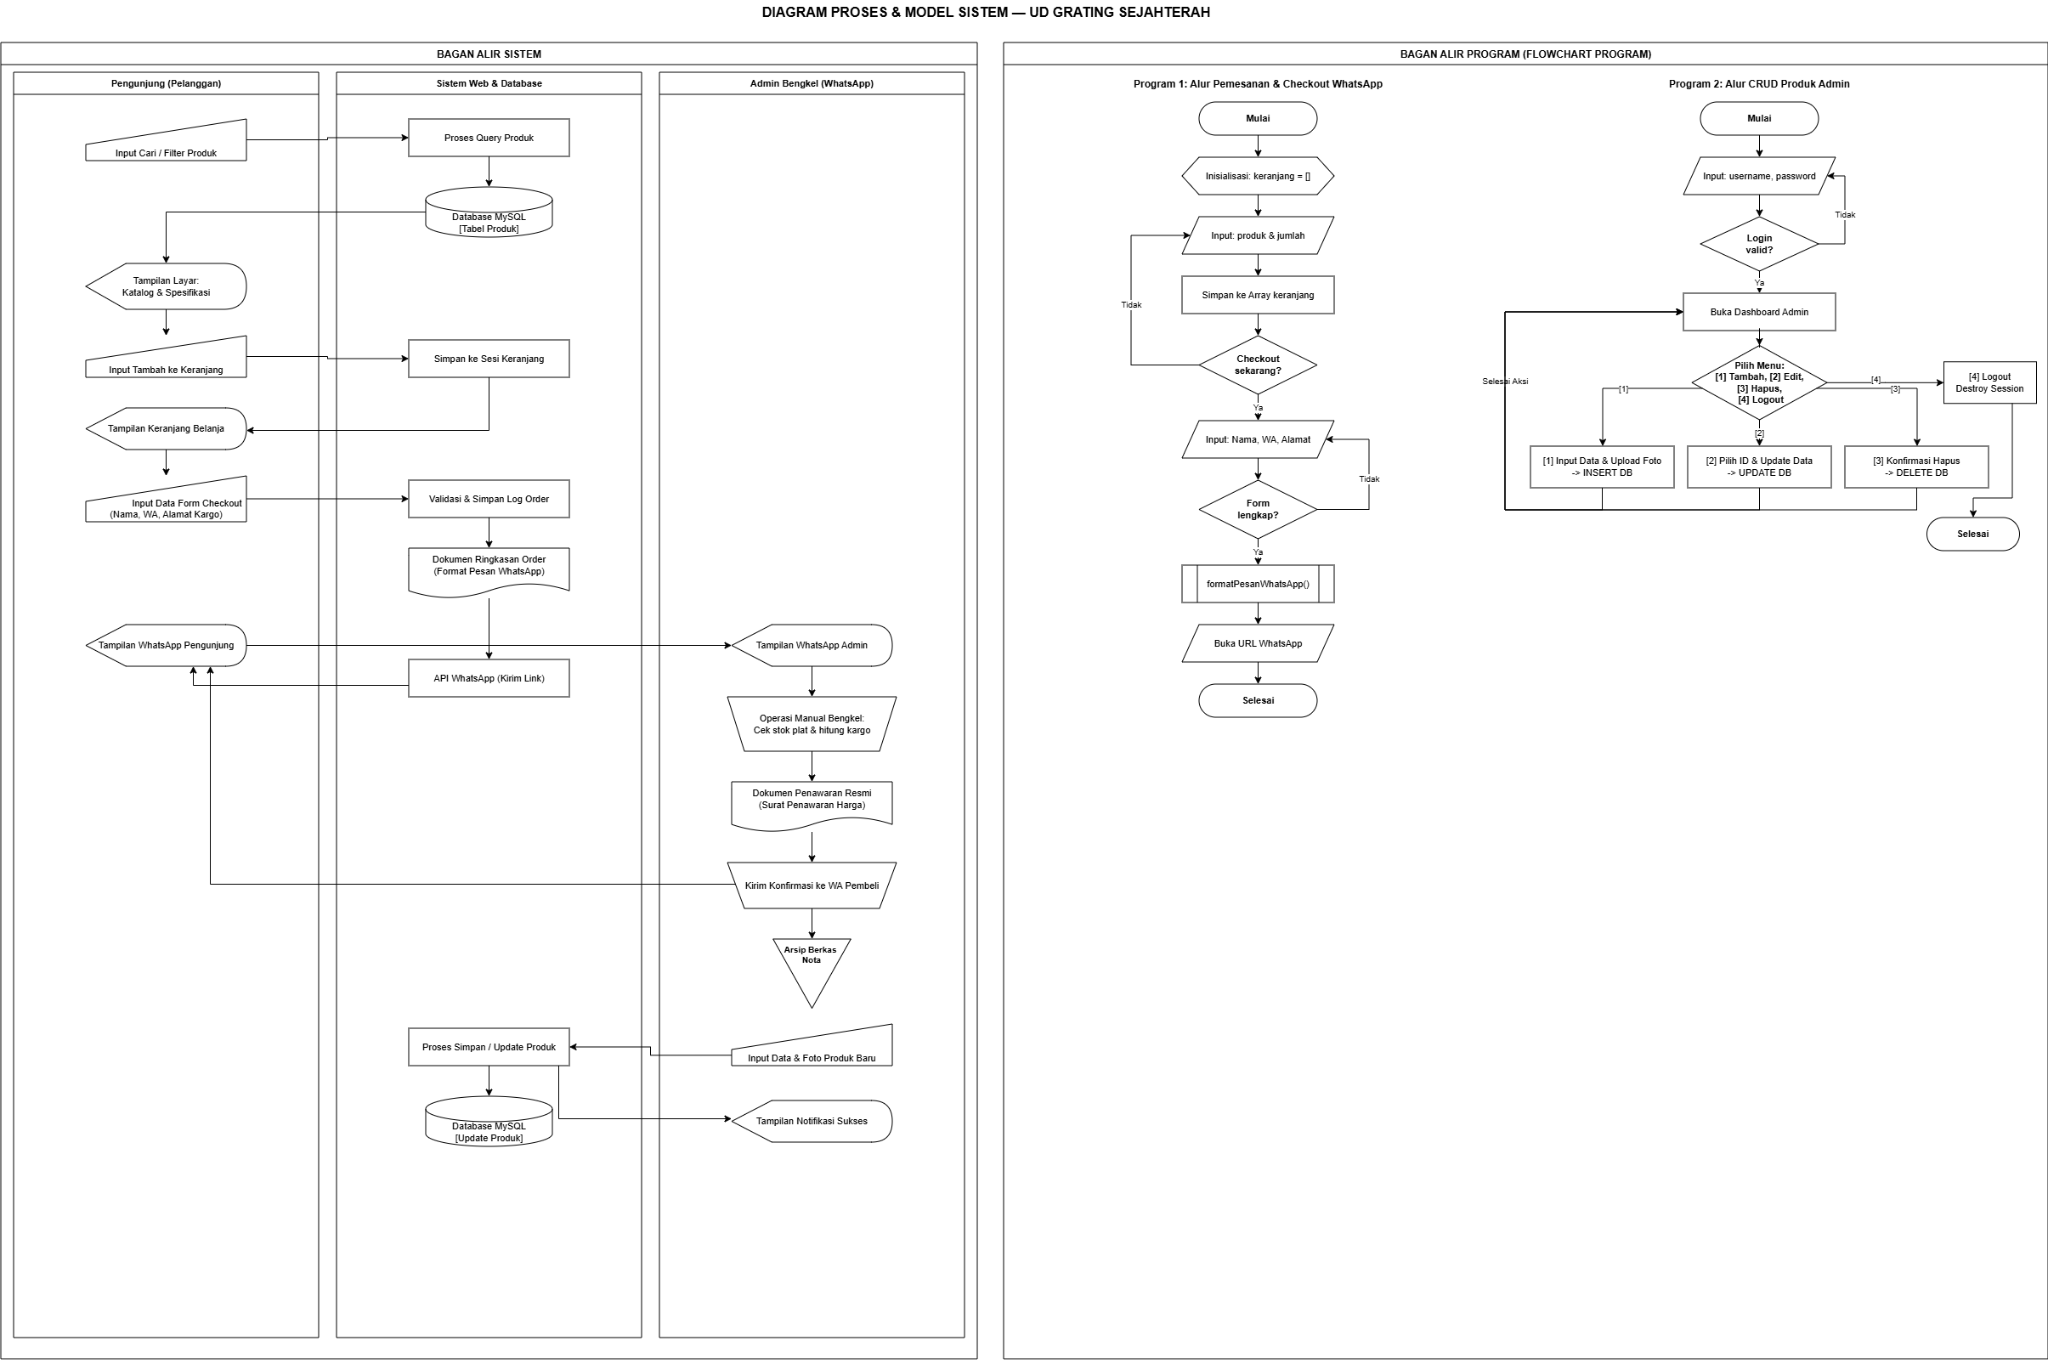 DIAGRAM PROSES & MODEL SISTEM — UD GRATING SEJAHTERAH
BAGAN ALIR SISTEM
Pengunjung (Pelanggan)
Sistem Web & Database
Admin Bengkel (WhatsApp)
Input Cari / Filter Produk
Proses Query Produk
Database MySQL
[Tabel Produk]
Tampilan Layar:
Katalog & Spesifikasi
Input Tambah ke Keranjang
Simpan ke Sesi Keranjang
Tampilan Keranjang Belanja
Input Data Form Checkout
(Nama, WA, Alamat Kargo)
Validasi & Simpan Log Order
Dokumen Ringkasan Order
(Format Pesan WhatsApp)
Tampilan WhatsApp Pengunjung
Tampilan WhatsApp Admin
API WhatsApp (Kirim Link)
Operasi Manual Bengkel:
Cek stok plat & hitung kargo
Dokumen Penawaran Resmi
(Surat Penawaran Harga)
Kirim Konfirmasi ke WA Pembeli
Arsip Berkas
Nota
Proses Simpan / Update Produk
Input Data & Foto Produk Baru
Database MySQL
[Update Produk]
Tampilan Notifikasi Sukses
BAGAN ALIR PROGRAM (FLOWCHART PROGRAM)
Program 1: Alur Pemesanan & Checkout WhatsApp
Mulai
Inisialisasi: keranjang = []
Input: produk & jumlah
Simpan ke Array keranjang
Tidak
Checkout
sekarang?
Ya
Input: Nama, WA, Alamat
Tidak
Form
lengkap?
Ya
formatPesanWhatsApp()
Buka URL WhatsApp
Selesai
Program 2: Alur CRUD Produk Admin
Mulai
Input: username, password
Tidak
Login
valid?
Ya
Buka Dashboard Admin
Selesai Aksi
Pilih Menu:
[1] Tambah, [2] Edit,
[3] Hapus,
[4] Logout
[4]
[3]
[1]
[2]
[4] Logout
Destroy Session
[1] Input Data & Upload Foto
-> INSERT DB
[2] Pilih ID & Update Data
-> UPDATE DB
[3] Konfirmasi Hapus
-> DELETE DB
Selesai